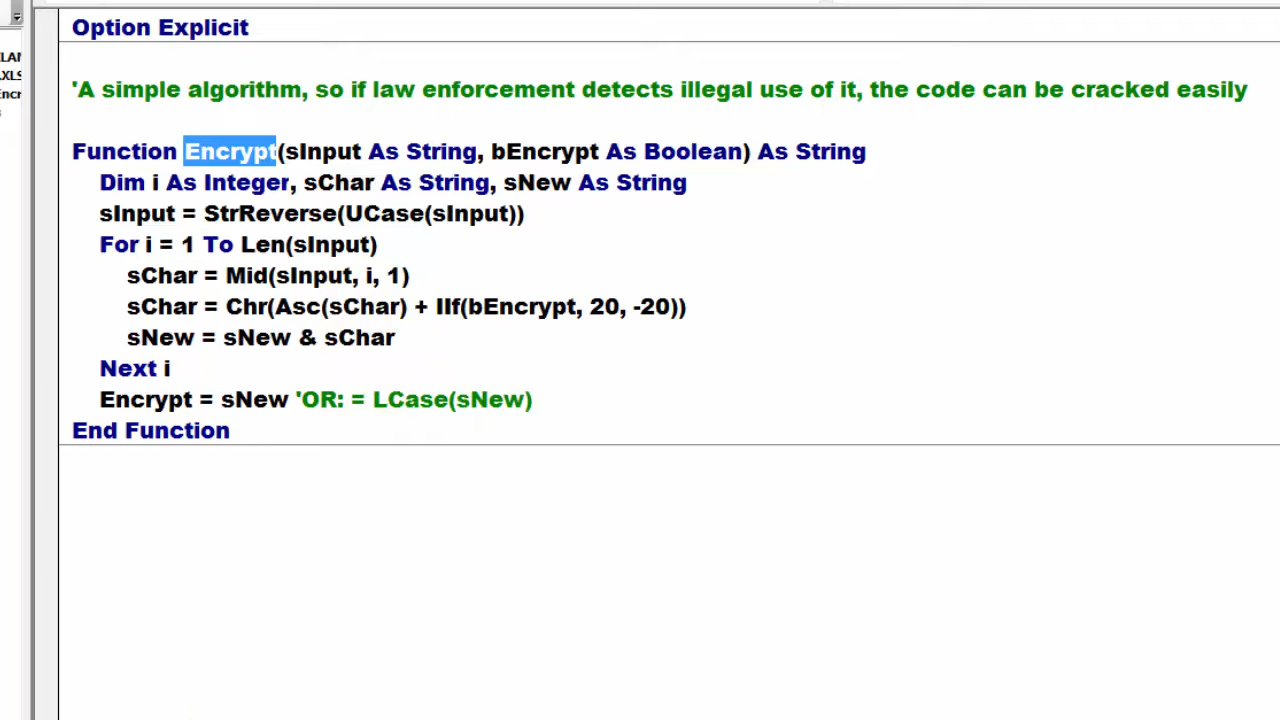 Option Explicit
'A simple algorithm, so if law enforcement detects illegal use of it, the code can be cracked easily
Function Encrypt(sInput As String, bEncrypt As Boolean) As String
Dim i As Integer, sChar As String, sNew As String
sInput = StrReverse(UCase(sInput))
For i = 1 To Len(sInput)
sChar = Mid(sInput, i, 1)
sChar = Chr(Asc(sChar) + IIf(bEncrypt, 20, -20))
sNew = sNew & sChar
Next i
Encrypt = sNew 'OR: = LCase(sNew)
End Function